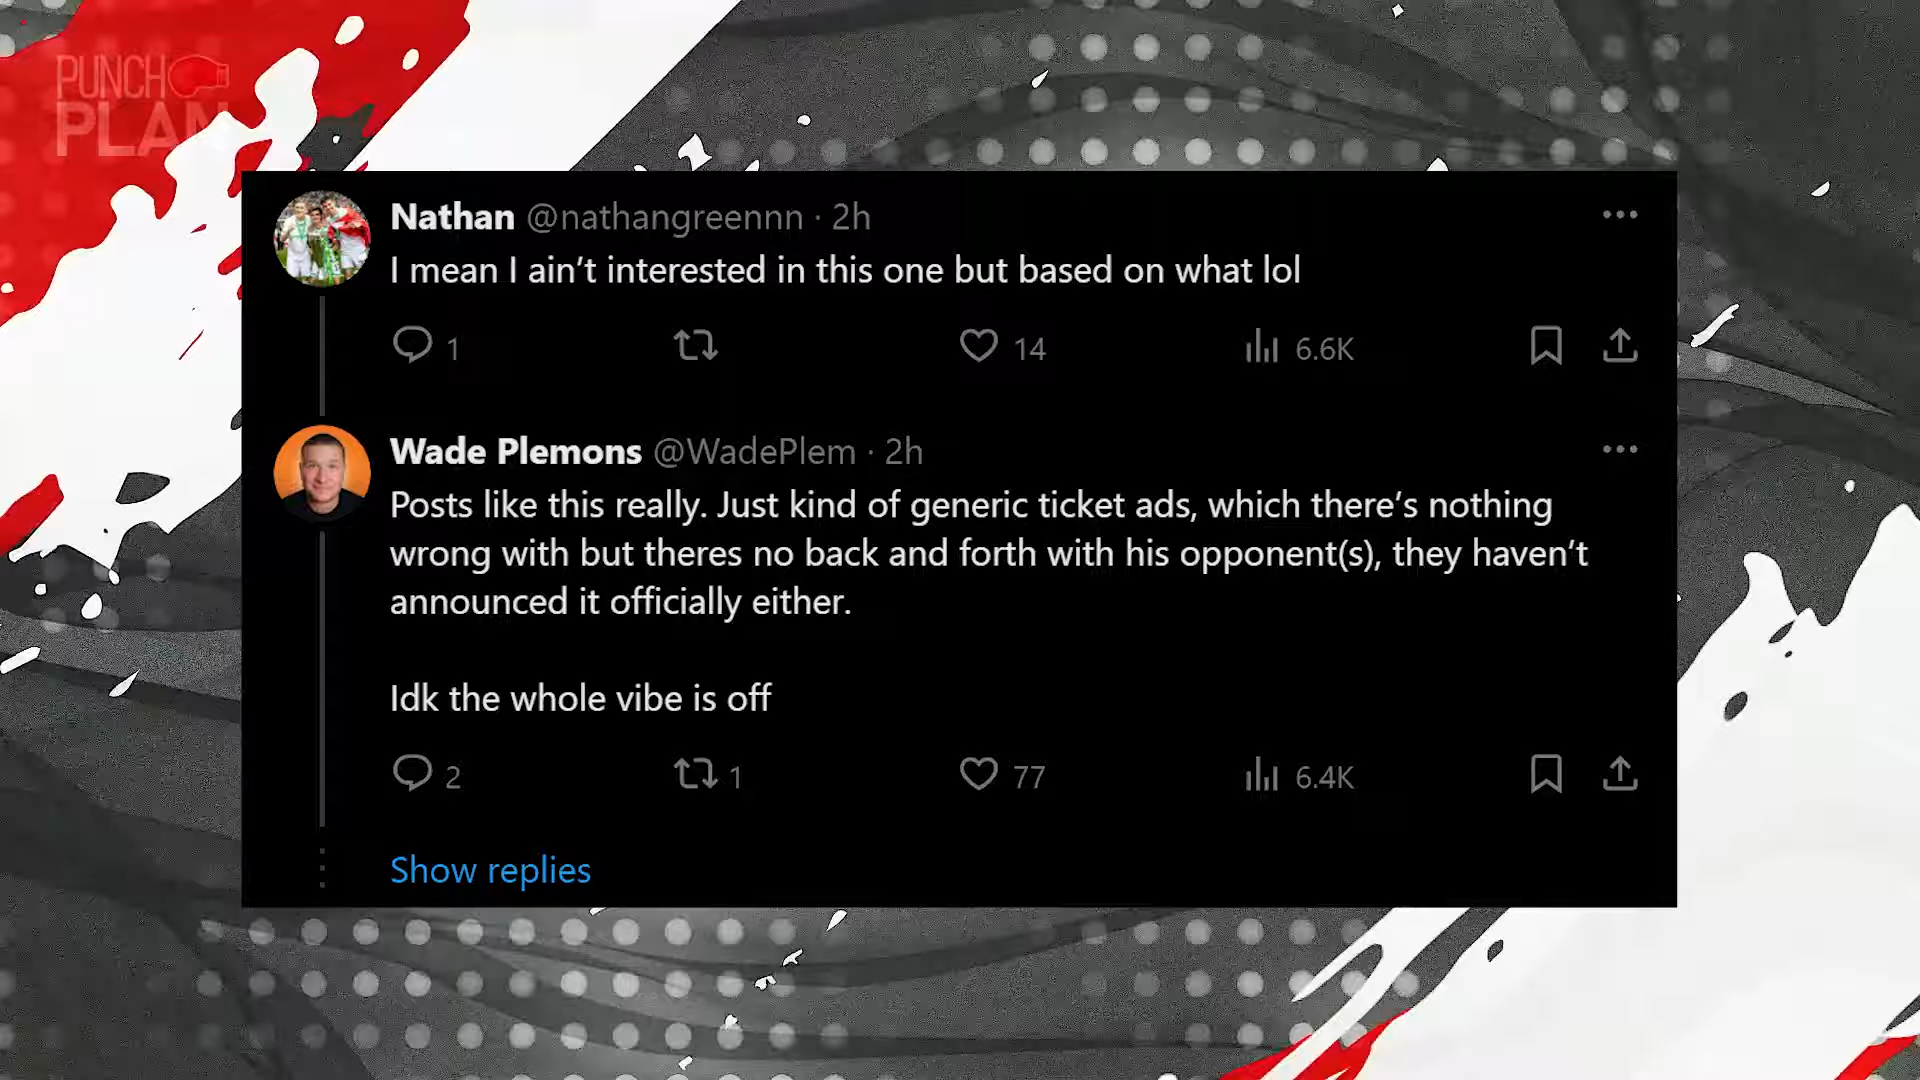 PUNCH
PLAN
Nathan @nathangreennn · 2h
I mean I ain’t interested in this one but based on what lol
1 14 6.6K
Wade Plemons @WadePlem · 2h
Posts like this really. Just kind of generic ticket ads, which there’s nothing
wrong with but theres no back and forth with his opponent(s), they haven’t
announced it officially either.
Idk the whole vibe is off
2 1 77 6.4K
Show replies